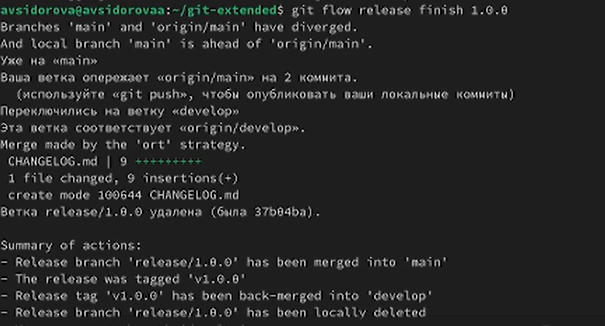 avsidorova@avsidorovaa:~/git-extended$ git flow release finish 1.0.0
Branches 'main' and 'origin/main' have diverged.
And local branch 'main' is ahead of 'origin/main'.
Уже на «main»
Ваша ветка опережает «origin/main» на 2 коммита.
  (используйте «git push», чтобы опубликовать ваши локальные коммиты)
Переключились на ветку «develop»
Эта ветка соответствует «origin/develop».
Merge made by the 'ort' strategy.
 CHANGELOG.md | 9 +++++++++
 1 file changed, 9 insertions(+)
 create mode 100644 CHANGELOG.md
Ветка release/1.0.0 удалена (была 37b04ba).
Summary of actions:
- Release branch 'release/1.0.0' has been merged into 'main'
- The release was tagged 'v1.0.0'
- Release tag 'v1.0.0' has been back-merged into 'develop'
- Release branch 'release/1.0.0' has been locally deleted